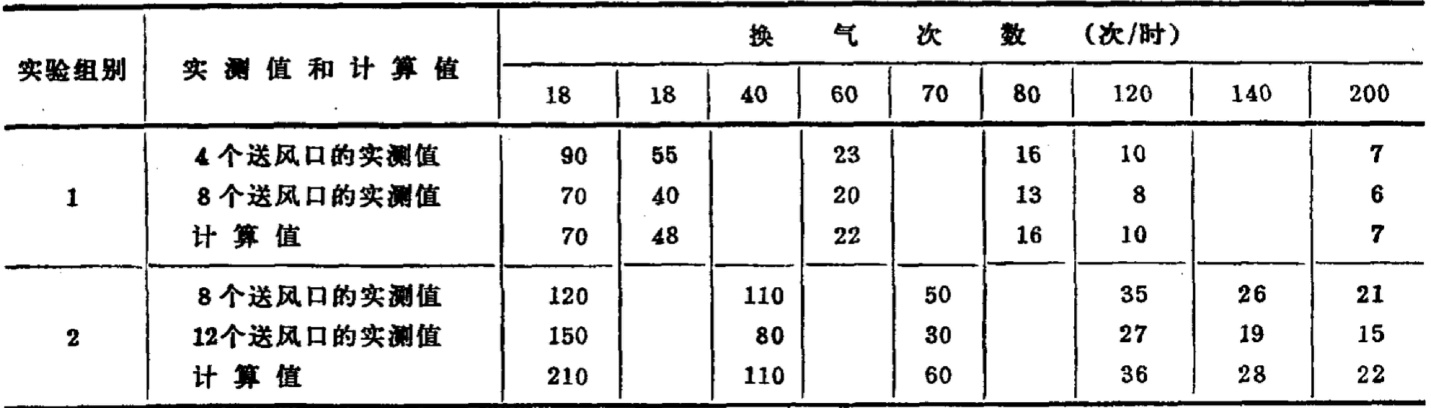 实验组别 实测值和计算值 换气次数（次/时）
18 18 40 60 70 80 120 140 200
4个送风口的实测值 90 55 23 16 10 7
1 8个送风口的实测值 70 40 20 13 8 6
计算值 70 48 22 16 10 7
8个送风口的实测值 120 110 50 35 26 21
2 12个送风口的实测值 150 80 30 27 19 15
计算值 210 110 60 36 28 22